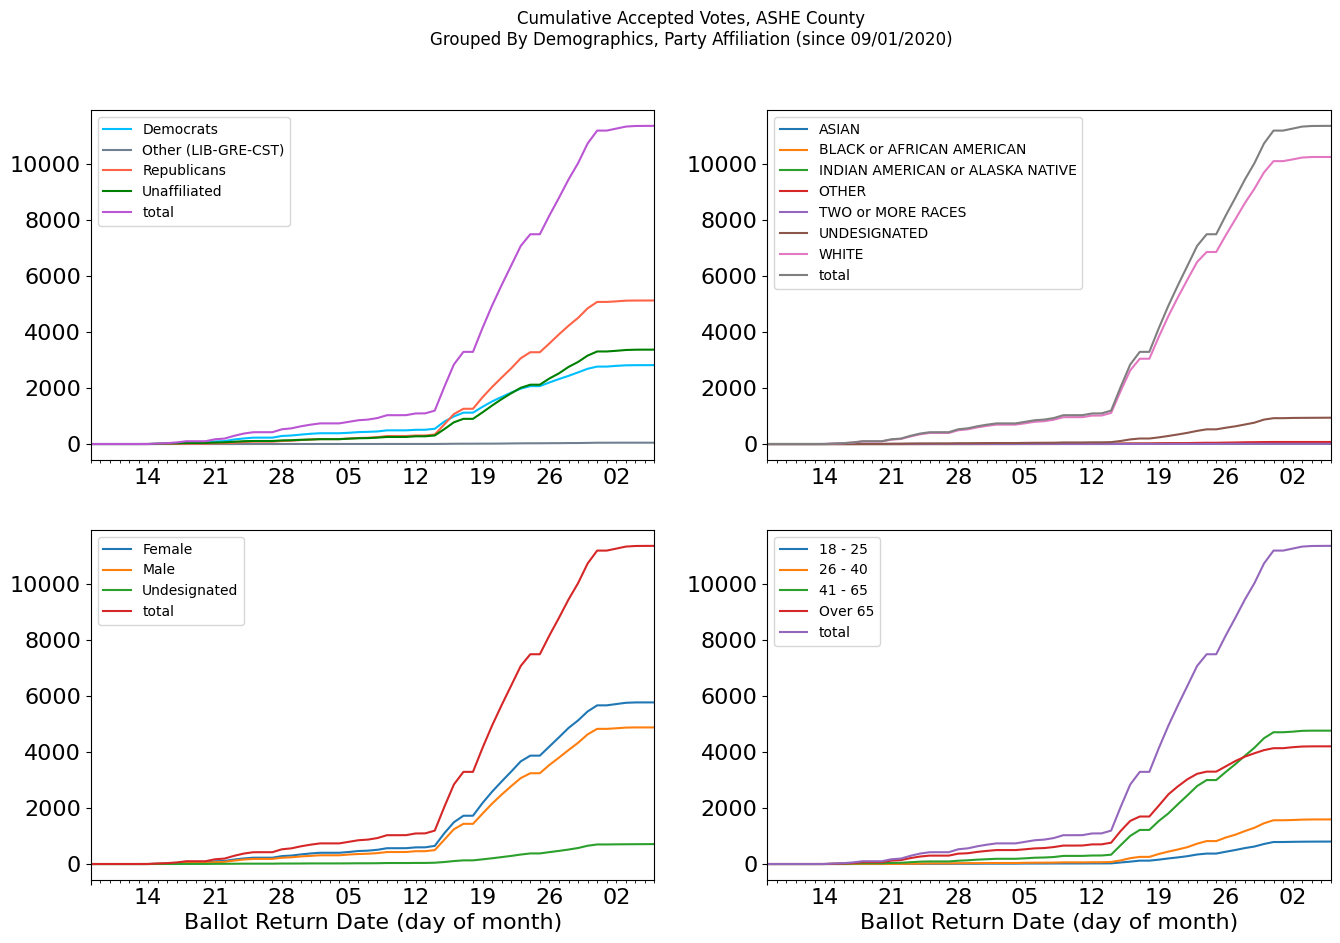 Cumulative Accepted Votes, ASHE County
Grouped By Demographics, Party Affiliation (since 09/01/2020)
Democrats
Other (LIB-GRE-CST)
Republicans
Unaffiliated
total
10000
8000
6000
4000
2000
0
14 21 28 05 12 19 26 02
ASIAN
BLACK or AFRICAN AMERICAN
INDIAN AMERICAN or ALASKA NATIVE
OTHER
TWO or MORE RACES
UNDESIGNATED
WHITE
total
10000
8000
6000
4000
2000
0
14 21 28 05 12 19 26 02
Female
Male
Undesignated
total
10000
8000
6000
4000
2000
0
14 21 28 05 12 19 26 02
Ballot Return Date (day of month)
18 - 25
26 - 40
41 - 65
Over 65
total
10000
8000
6000
4000
2000
0
14 21 28 05 12 19 26 02
Ballot Return Date (day of month)